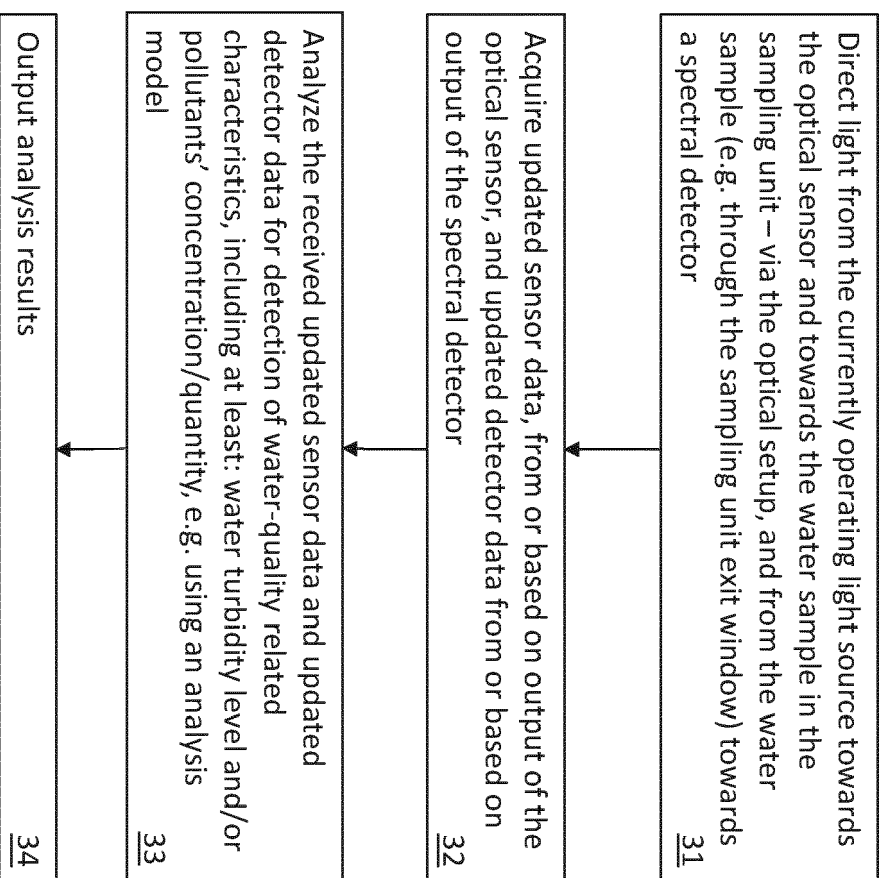 Direct light from the currently operating light source towards
the optical sensor and towards the water sample in the
sampling unit – via the optical setup, and from the water
sample (e.g. through the sampling unit exit window) towards
a spectral detector
31
Acquire updated sensor data, from or based on output of the
optical sensor, and updated detector data from or based on
output of the spectral detector
32
Analyze the received updated sensor data and updated
detector data for detection of water-quality related
characteristics, including at least: water turbidity level and/or
pollutants’ concentration/quantity, e.g. using an analysis
model
33
Output analysis results
34